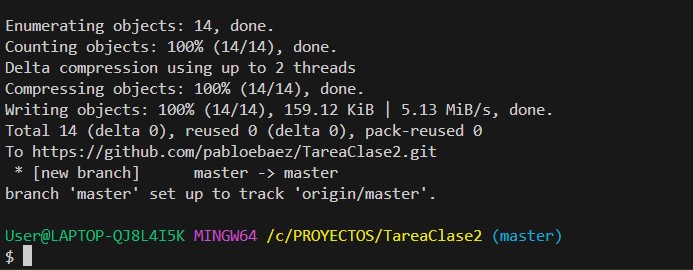 Enumerating objects: 14, done.
Counting objects: 100% (14/14), done.
Delta compression using up to 2 threads
Compressing objects: 100% (14/14), done.
Writing objects: 100% (14/14), 159.12 KiB | 5.13 MiB/s, done.
Total 14 (delta 0), reused 0 (delta 0), pack-reused 0
To https://github.com/pabloebaez/TareaClase2.git
 * [new branch]      master -> master
branch 'master' set up to track 'origin/master'.
User@LAPTOP-QJ8L4I5K MINGW64 /c/PROYECTOS/TareaClase2 (master)
$